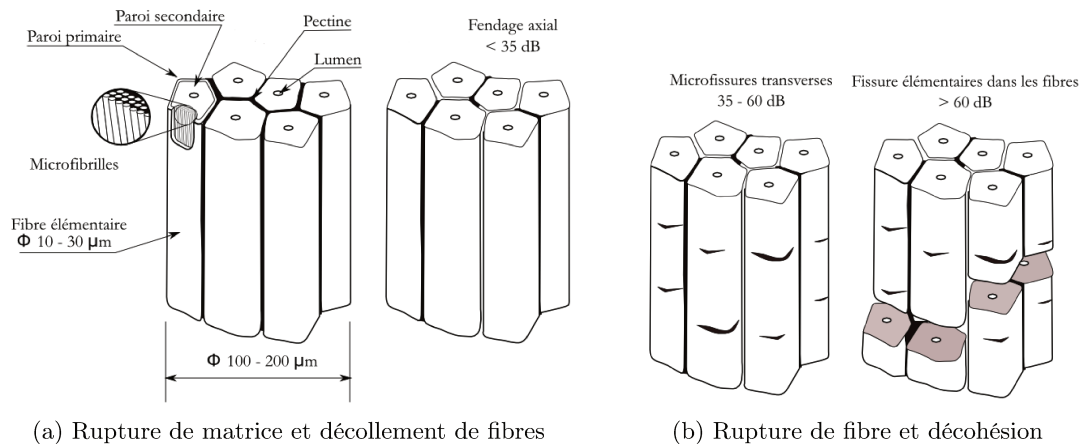 Paroi secondaire
Paroi primaire
Pectine
Lumen
Microfibrilles
Fibre élémentaire
Φ 10 - 30 μm
Φ 100 - 200 μm
Fendage axial
< 35 dB
Microfissures transverses
35 - 60 dB
Fissure élémentaires dans les fibres
> 60 dB
(a) Rupture de matrice et décollement de fibres
(b) Rupture de fibre et décohésion